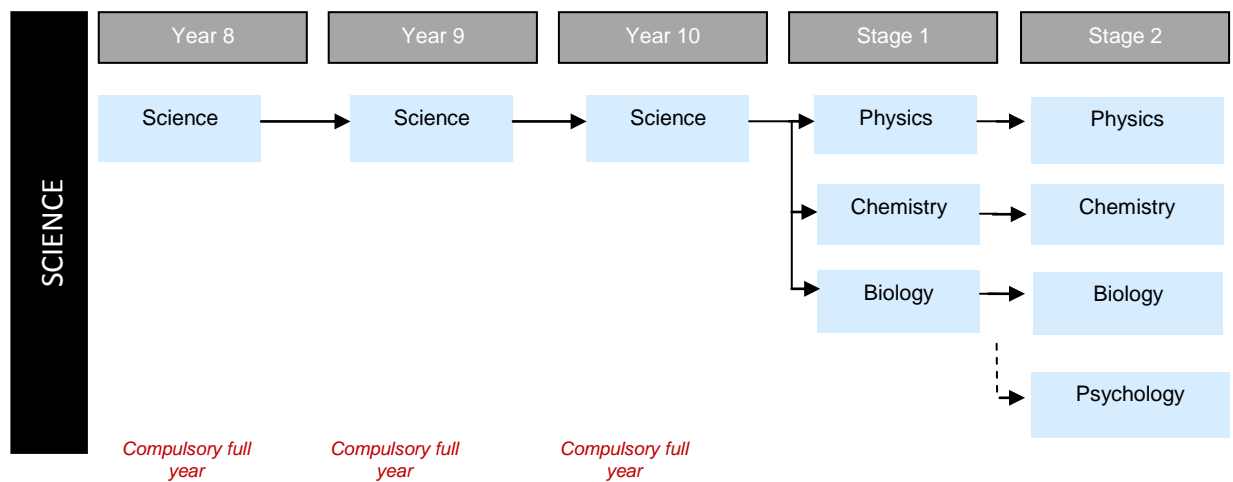 Year 8
Year 9
Year 10
Stage 1
Stage 2
SCIENCE
Science
Science
Science
Physics
Physics
Chemistry
Chemistry
Biology
Biology
Psychology
Compulsory full
year
Compulsory full
year
Compulsory full
year